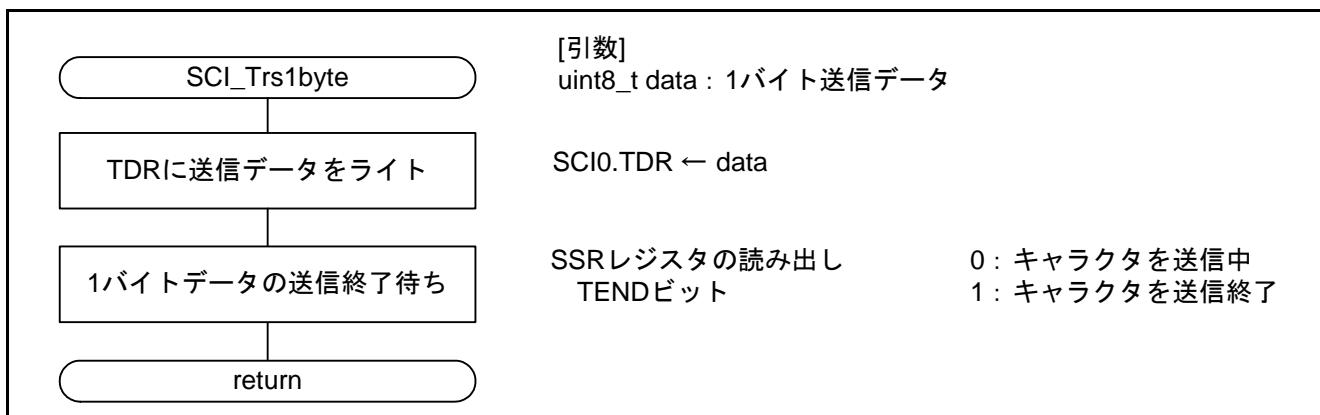 SCI_Trs1byte
[引数]
uint8_t data：1バイト送信データ
TDRに送信データをライト
SCI0.TDR ← data
1バイトデータの送信終了待ち
SSRレジスタの読み出し 0：キャラクタを送信中
TENDビット 1：キャラクタを送信終了
return